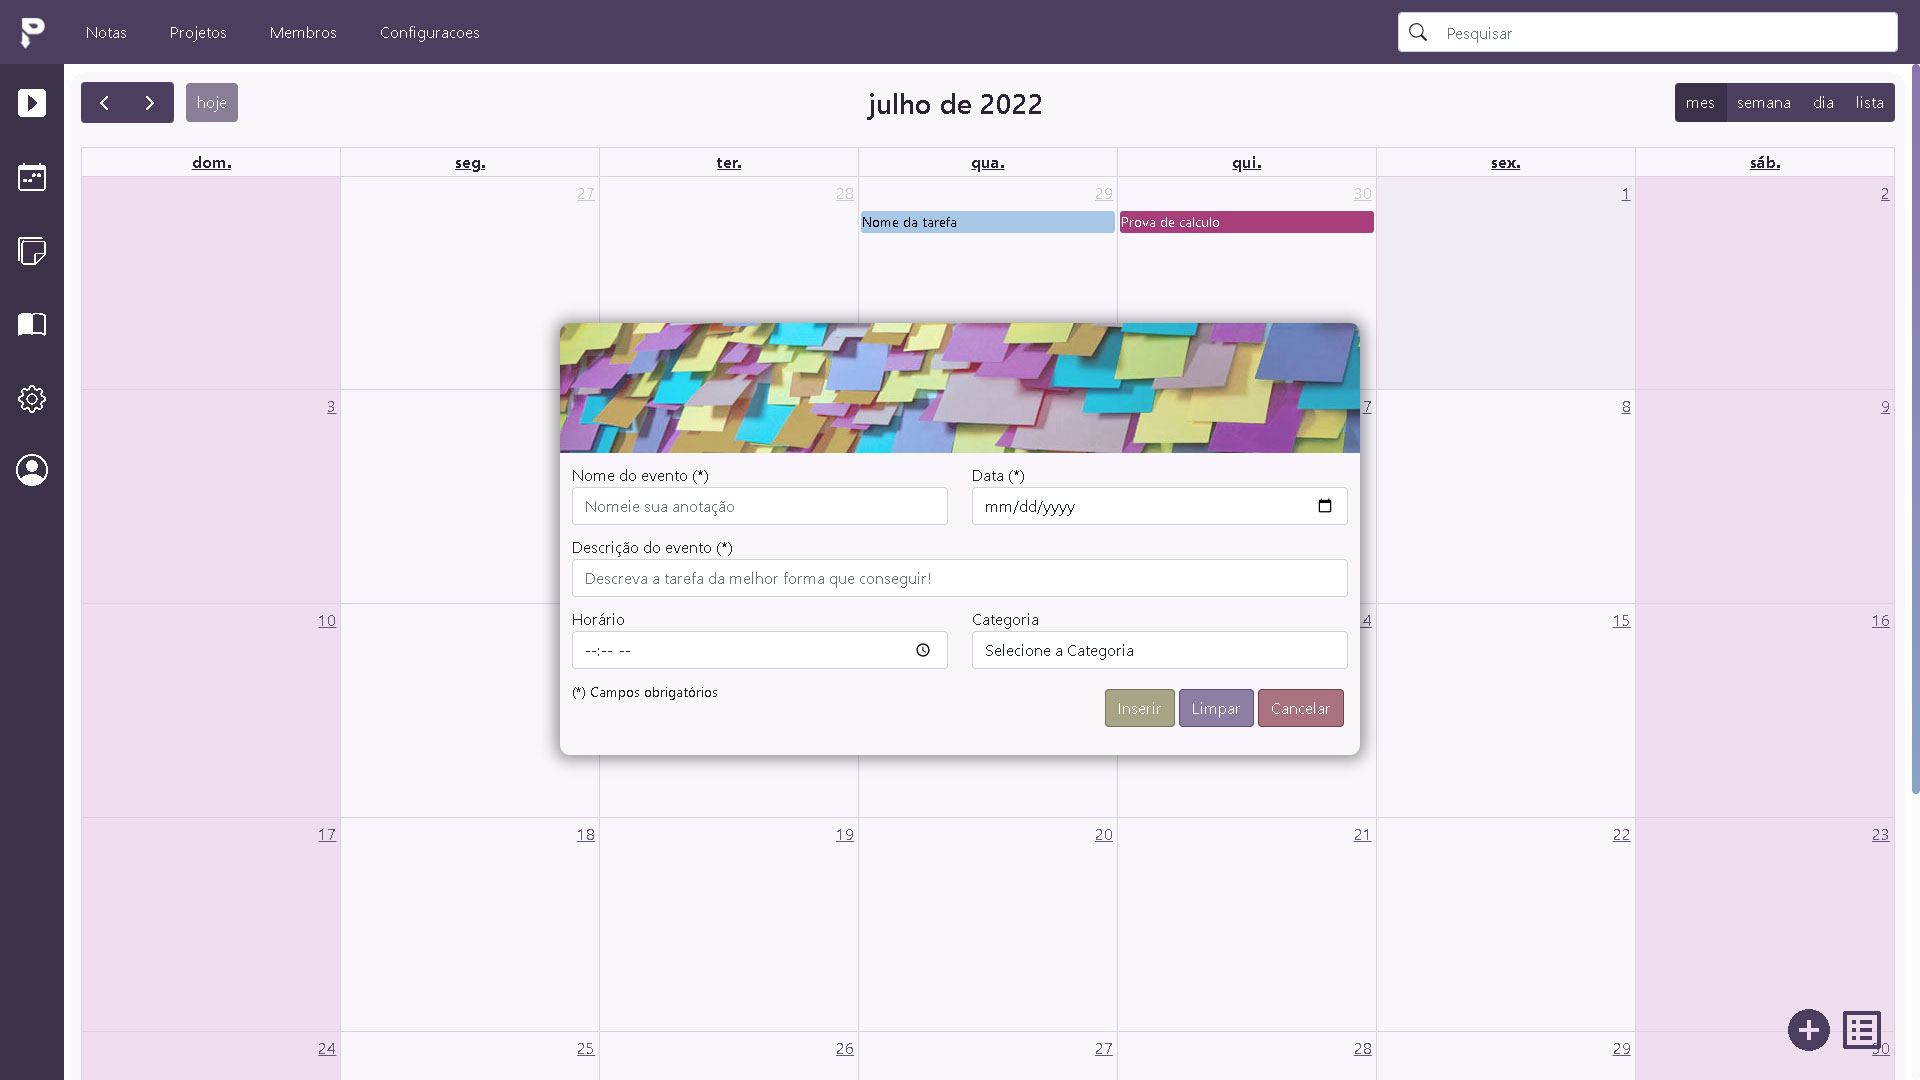 P Notas Projetos Membros Configuracoes Pesquisar
hoje julho de 2022 mes semana dia lista
dom. seg. ter. qua. qui. sex. sáb.
27 28 29 30 1 2
Nome da tarefa Prova de calculo
3 7 8 9
Nome do evento (*) Data (*)
Nomeie sua anotação mm/dd/yyyy
Descrição do evento (*)
Descreva a tarefa da melhor forma que conseguir!
10 Horário Categoria 4 15 16
--:-- -- Selecione a Categoria
(*) Campos obrigatórios
Inserir Limpar Cancelar
17 18 19 20 21 22 23
24 25 26 27 28 29 30